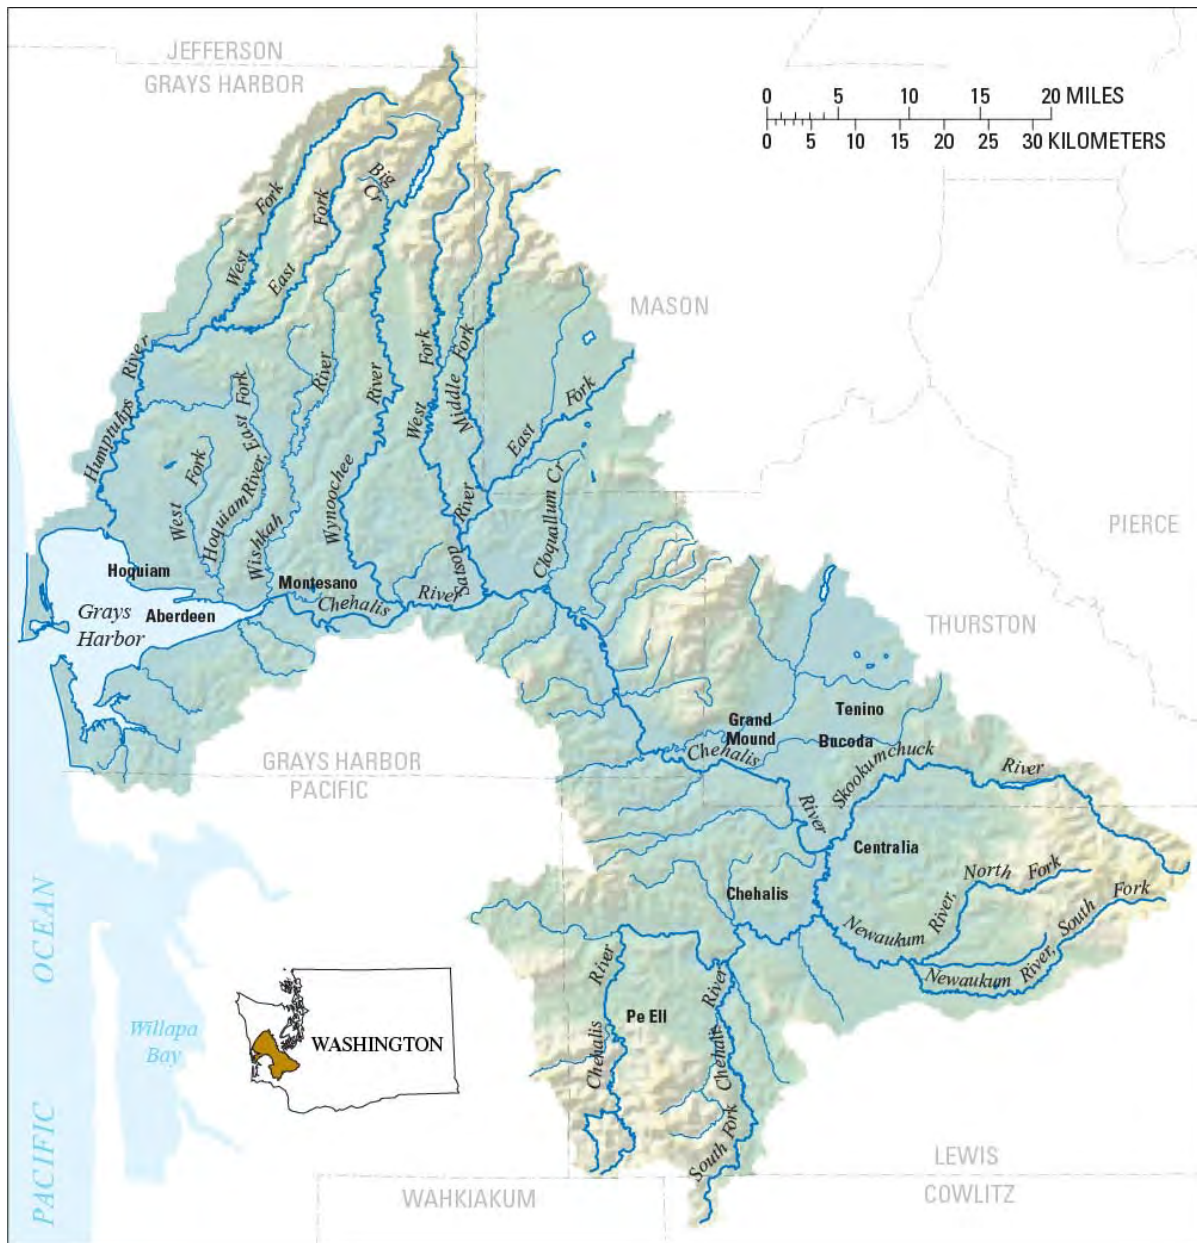 JEFFERSON
GRAYS HARBOR
0 5 10 15 20 MILES
0 5 10 15 20 25 30 KILOMETERS
Big
Cr
West Fork
East Fork
MASON
Humptulips River
West Fork
Hoquiam River, East Fork
Wishkah River
Wynoochee River
West Fork
Middle Fork
East Fork
Satsop River
Cloquallum Cr
PIERCE
Hoquiam
Montesano
Chehalis River
Grays
Harbor
Aberdeen
THURSTON
Tenino
Grand
Mound
Bucoda
Chehalis River
Skookumchuck River
GRAYS HARBOR
PACIFIC
Centralia
North Fork
Newaukum River,
South Fork
Newaukum River,
Chehalis
PACIFIC OCEAN
Willapa
Bay
WASHINGTON
Pe Ell
Chehalis River
South Fork Chehalis River
LEWIS
COWLITZ
WAHKIAKUM